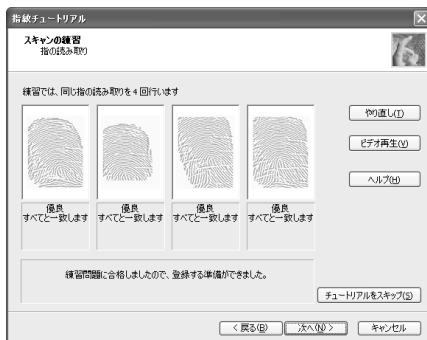 指紋チュートリアル
スキャンの練習
指の読み取り
練習では、同じ指の読み取りを4回行います
やり直し(T)
ビデオ再生(V)
ヘルプ(H)
優良 優良 優良 優良
すべてと一致します すべてと一致します すべてと一致します すべてと一致します
練習問題に合格しましたので、登録する準備ができました。
チュートリアルをスキップ(S)
< 戻る(B) 次へ(N) > キャンセル